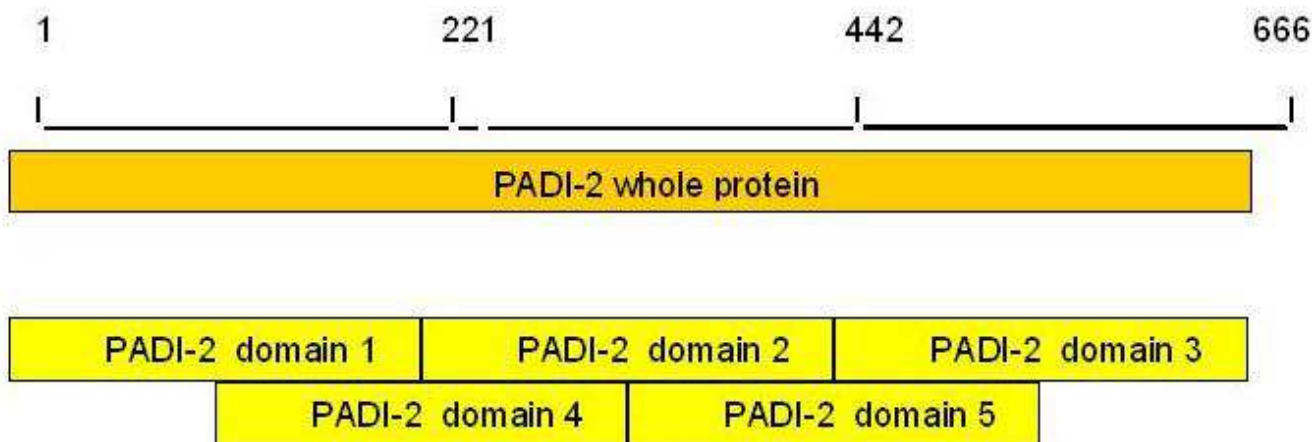 1 221 442 666
PADI-2 whole protein
PADI-2 domain 1 PADI-2 domain 2 PADI-2 domain 3
PADI-2 domain 4 PADI-2 domain 5